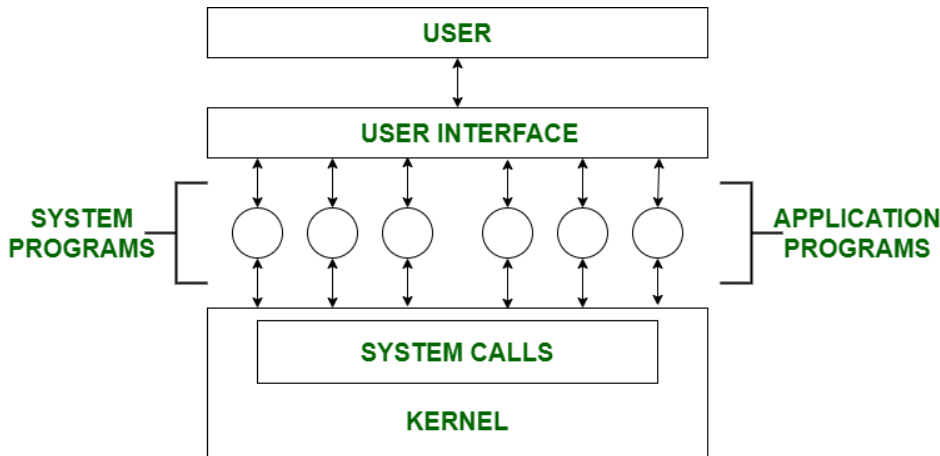 USER
USER INTERFACE
SYSTEM
PROGRAMS
APPLICATION
PROGRAMS
SYSTEM CALLS
KERNEL